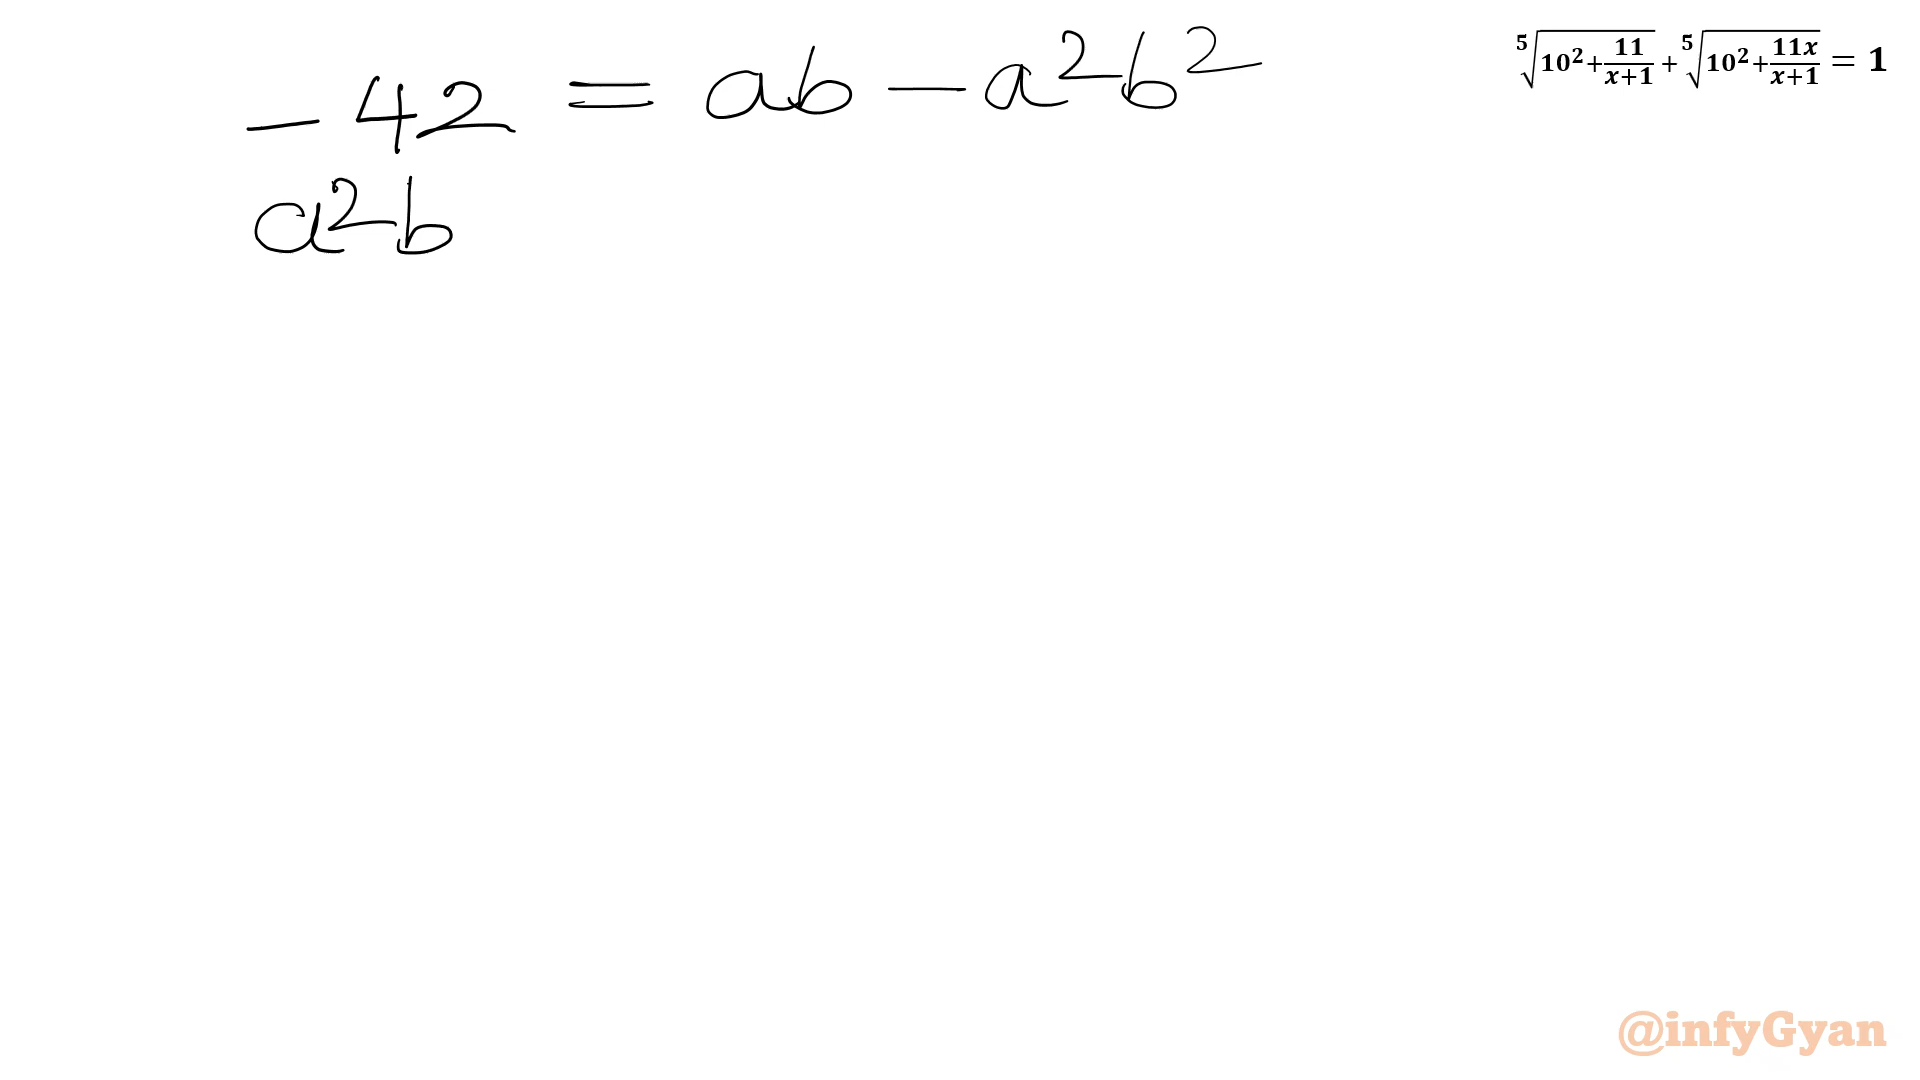 -42 = ab - a²b²
a²b
⁵√(10²+11/(x+1)) + ⁵√(10²+11x/(x+1)) = 1
@infyGyan